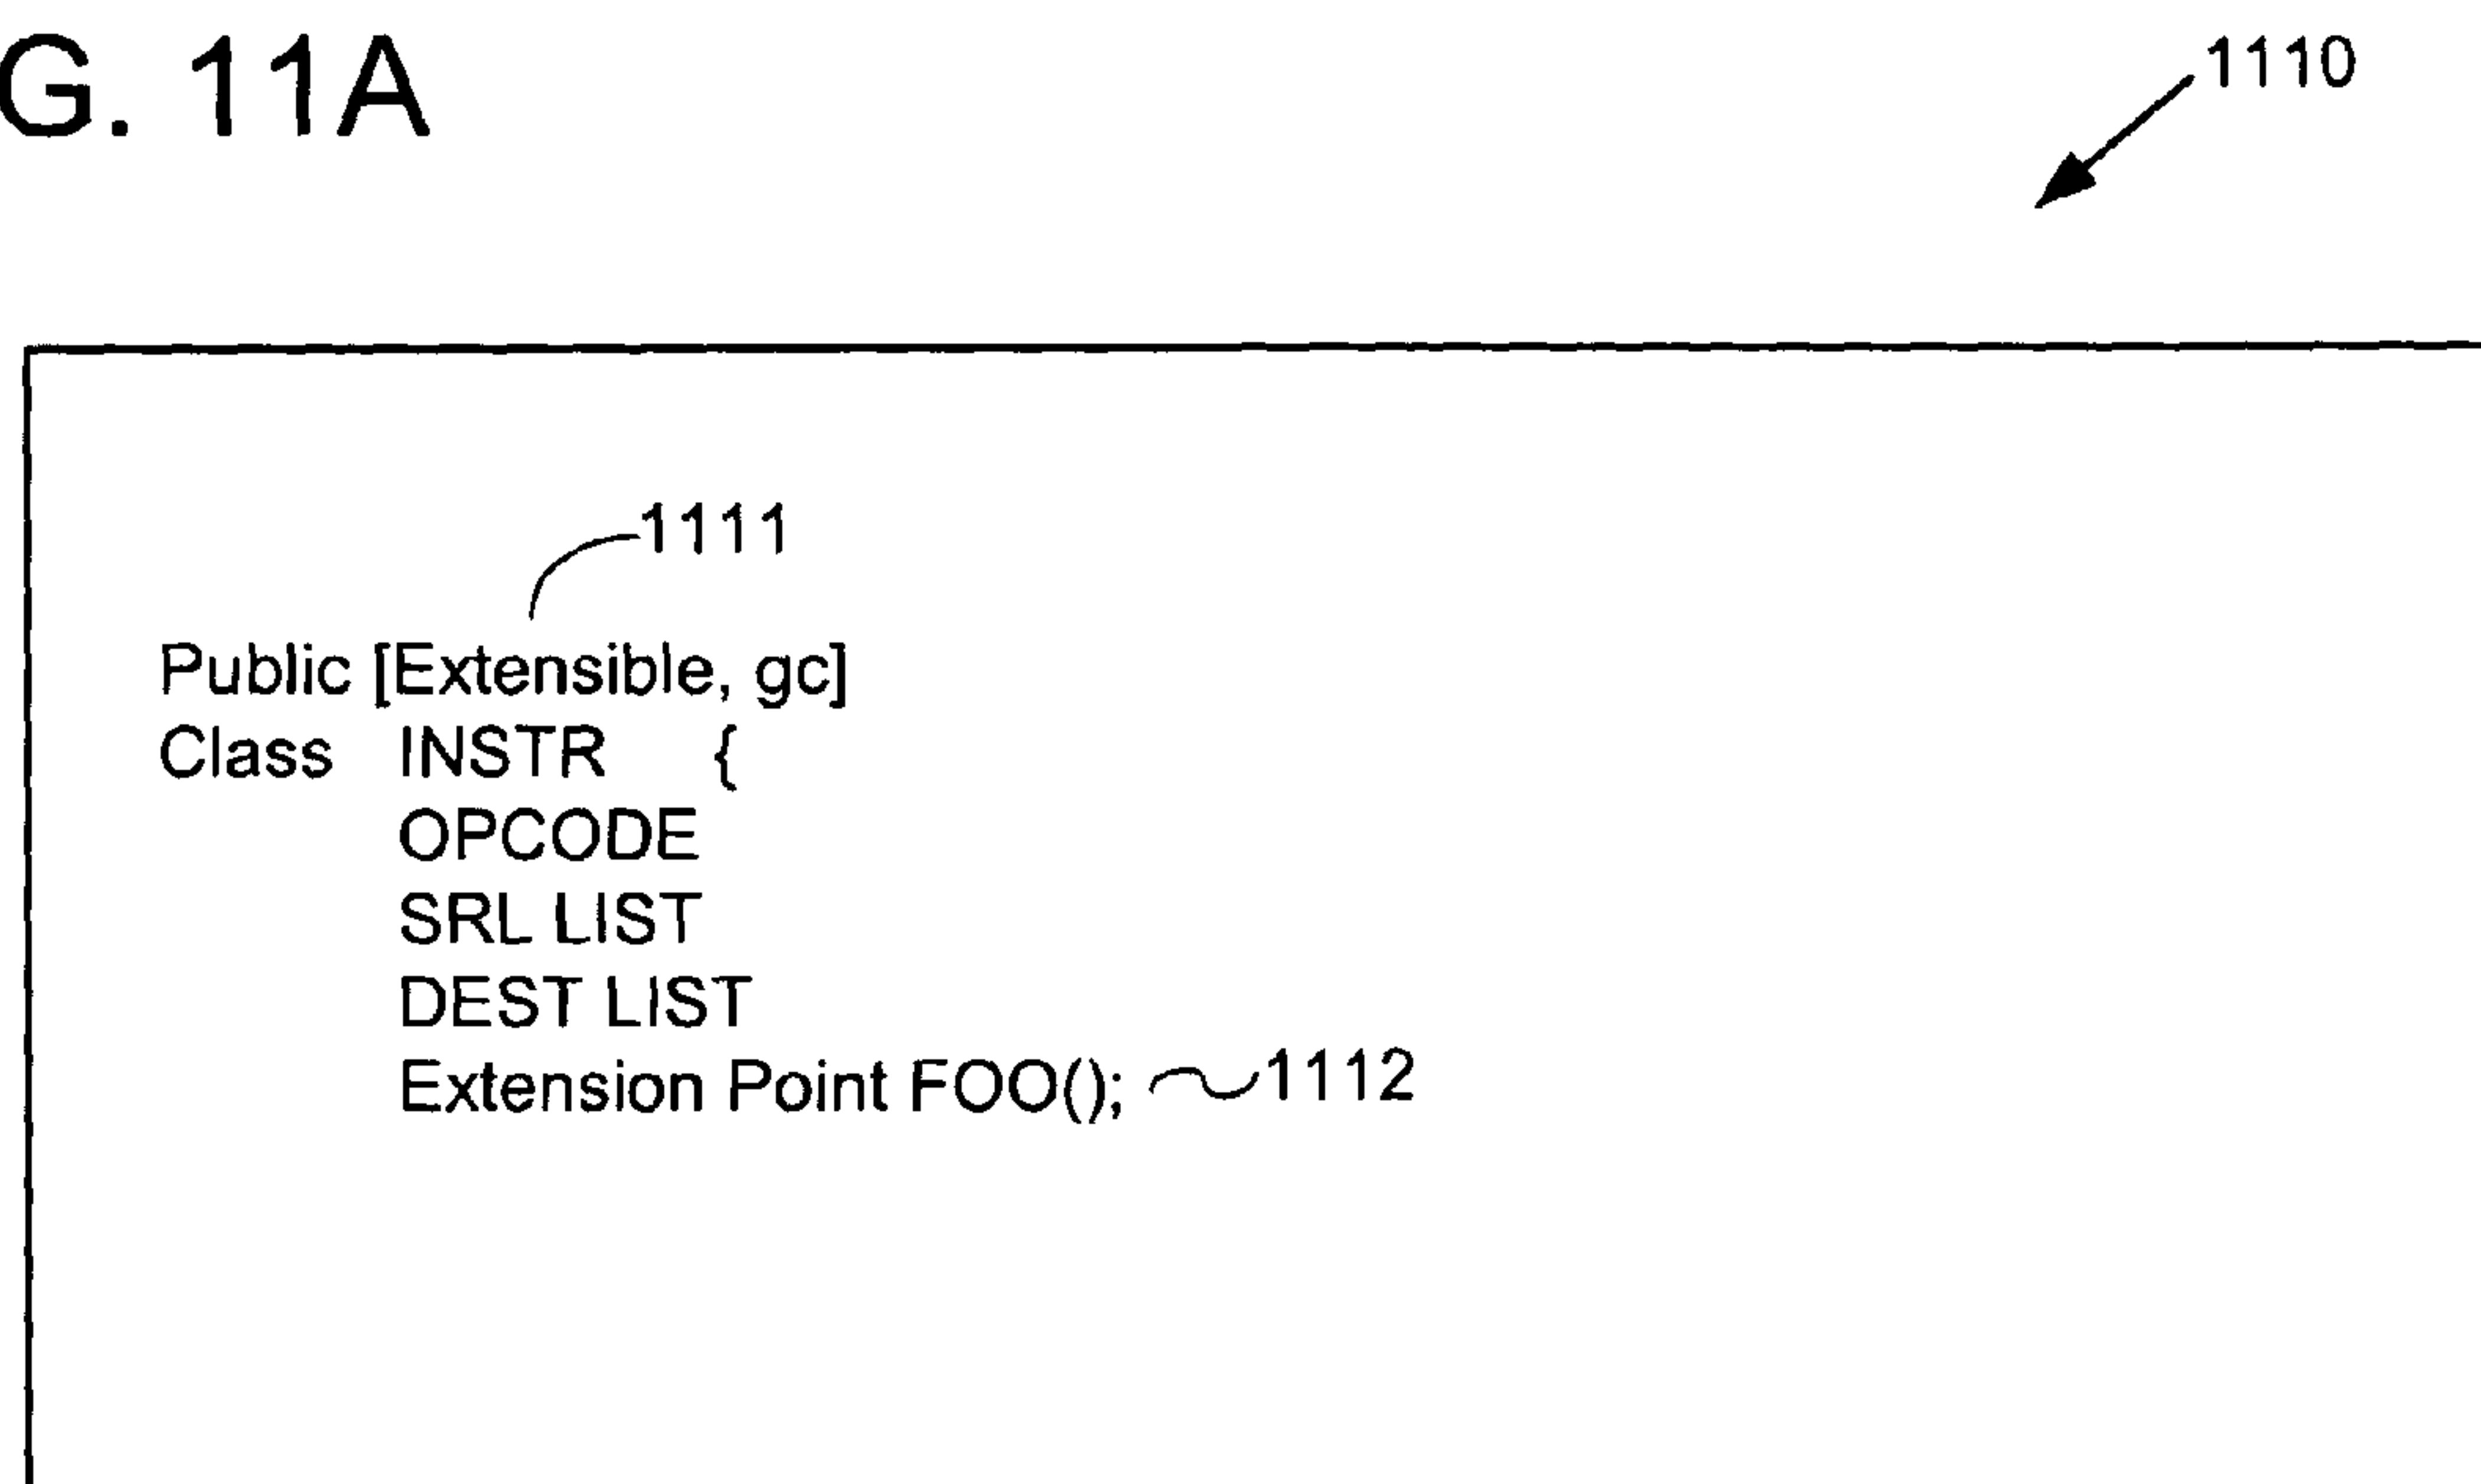 G. 11A
1110
1111
Public [Extensible, gc]
Class INSTR {
OPCODE
SRL LIST
DEST LIST
Extension Point FOO(); 1112